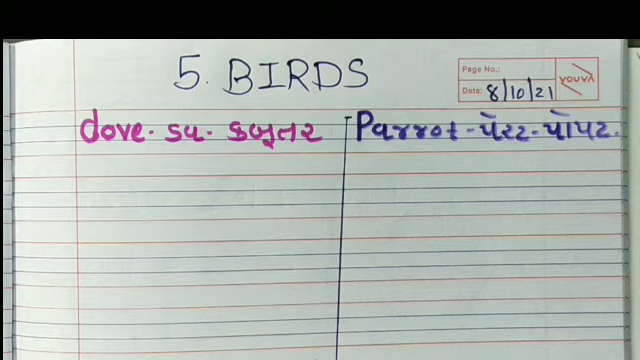 5. BIRDS
Page No.:
Date: 8/10/21
YOUVA
dove. ડવ. કબૂતર
Parrot - પેરટ - પોપટ.